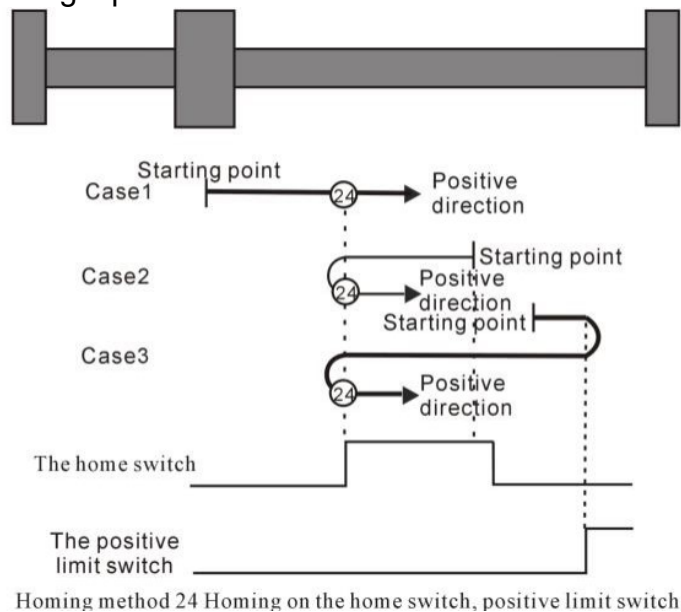 Starting point
Case1
24
Positive
direction
Starting point
Case2
24
Positive
direction
Starting point
Case3
24
Positive
direction
The home switch
The positive
limit switch
Homing method 24 Homing on the home switch, positive limit switch